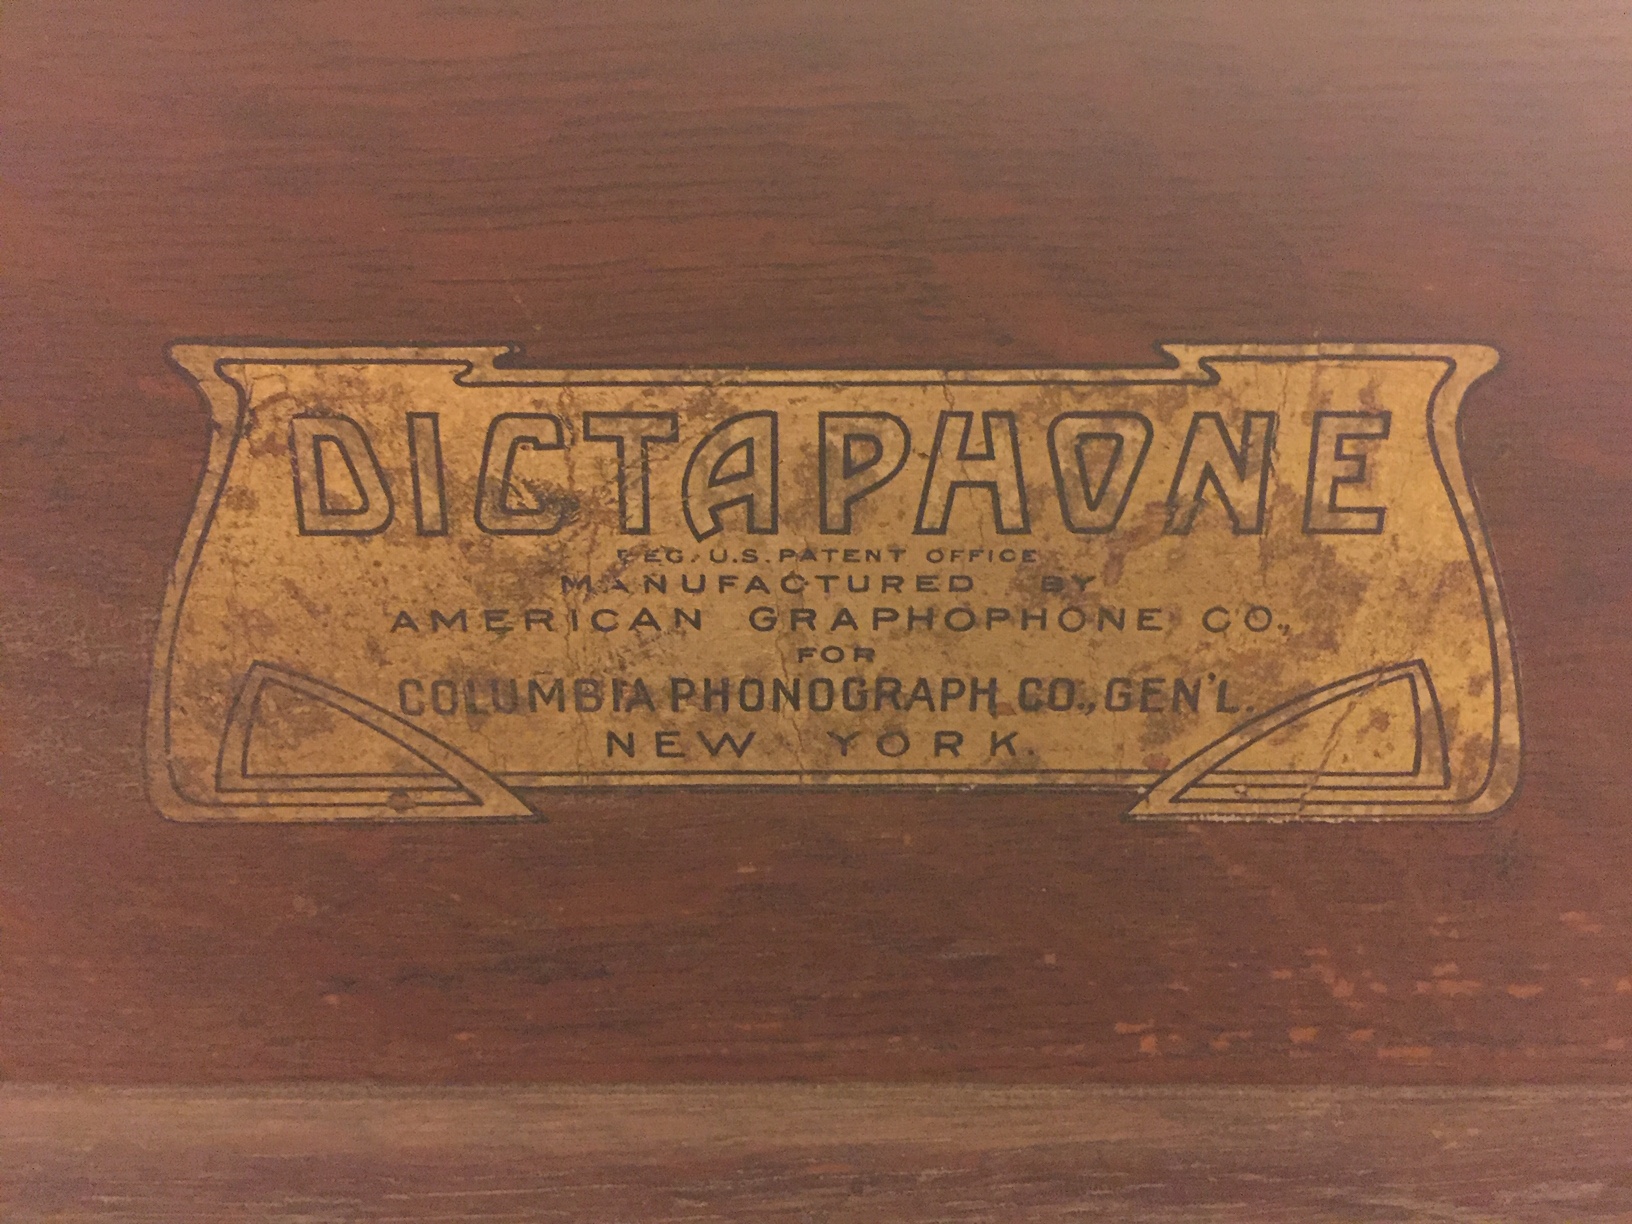 DICTAPHONE
REG. U.S. PATENT OFFICE
MANUFACTURED BY
AMERICAN GRAPHOPHONE CO.,
FOR
COLUMBIA PHONOGRAPH CO., GEN'L.
NEW YORK.